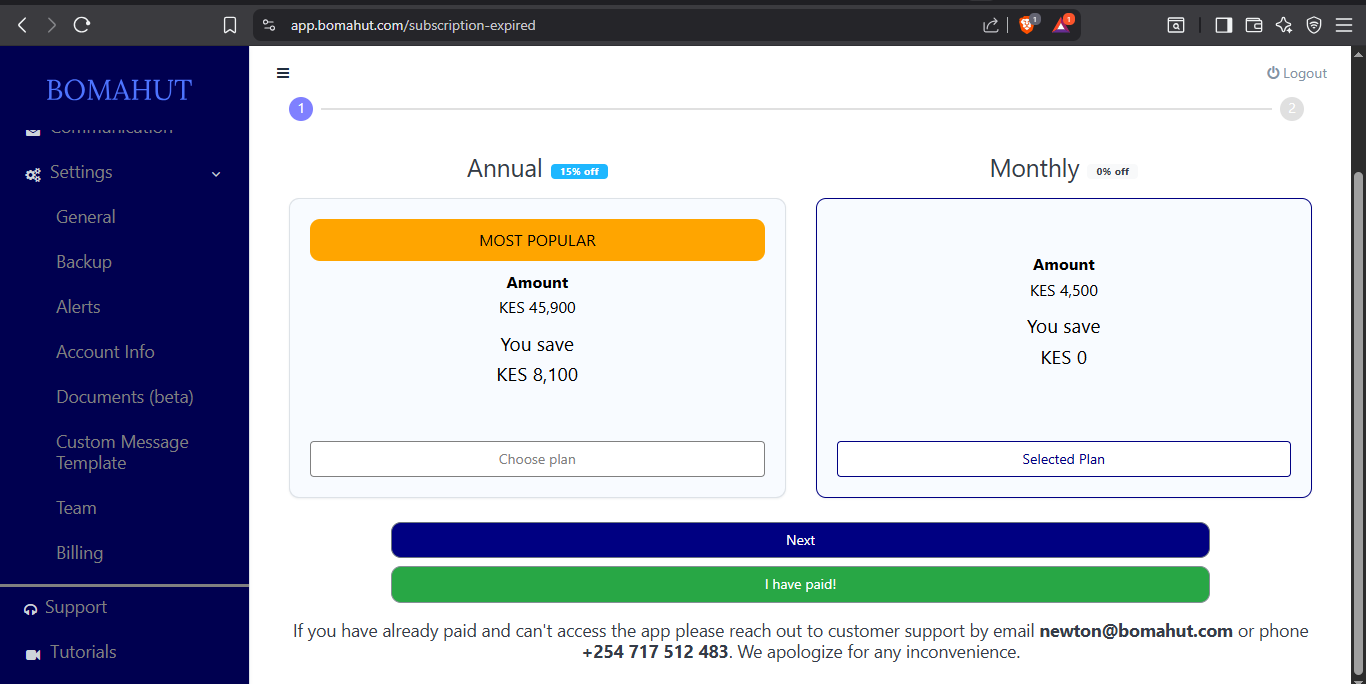 app.bomahut.com/subscription-expired
1
1
BOMAHUT
Communication
Settings
General
Backup
Alerts
Account Info
Documents (beta)
Custom Message
Template
Team
Billing
Support
Tutorials
Logout
1
2
Annual 15% off
MOST POPULAR
Amount
KES 45,900
You save
KES 8,100
Choose plan
Monthly 0% off
Amount
KES 4,500
You save
KES 0
Selected Plan
Next
I have paid!
If you have already paid and can't access the app please reach out to customer support by email newton@bomahut.com or phone
+254 717 512 483. We apologize for any inconvenience.